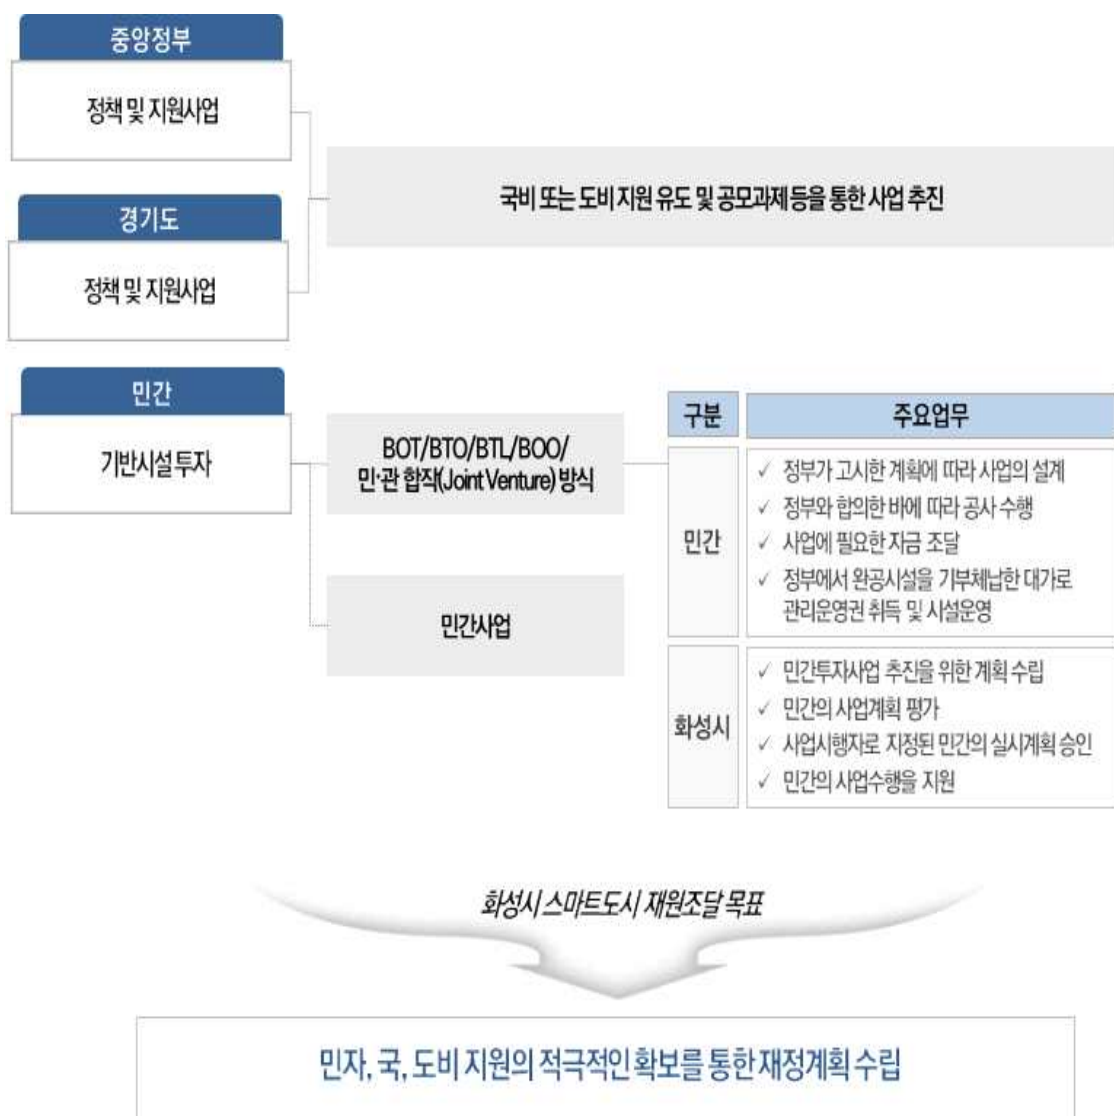 중앙정부
정책 및 지원사업
경기도
정책 및 지원사업
국비 또는 도비 지원 유도 및 공모과제 등을 통한 사업 추진
민간
기반시설 투자
BOT/BTO/BTL/BOO/
민·관 합작(Joint Venture) 방식
민간사업
구분
주요업무
민간
✓ 정부가 고시한 계획에 따라 사업의 설계
✓ 정부와 합의한 바에 따라 공사 수행
✓ 사업에 필요한 자금 조달
✓ 정부에서 완공시설을 기부체납한 대가로
관리운영권 취득 및 시설운영
화성시
✓ 민간투자사업 추진을 위한 계획 수립
✓ 민간의 사업계획 평가
✓ 사업시행자로 지정된 민간의 실시계획 승인
✓ 민간의 사업수행을 지원
화성시 스마트도시 재원조달 목표
민자, 국, 도비 지원의 적극적인 확보를 통한 재정계획 수립